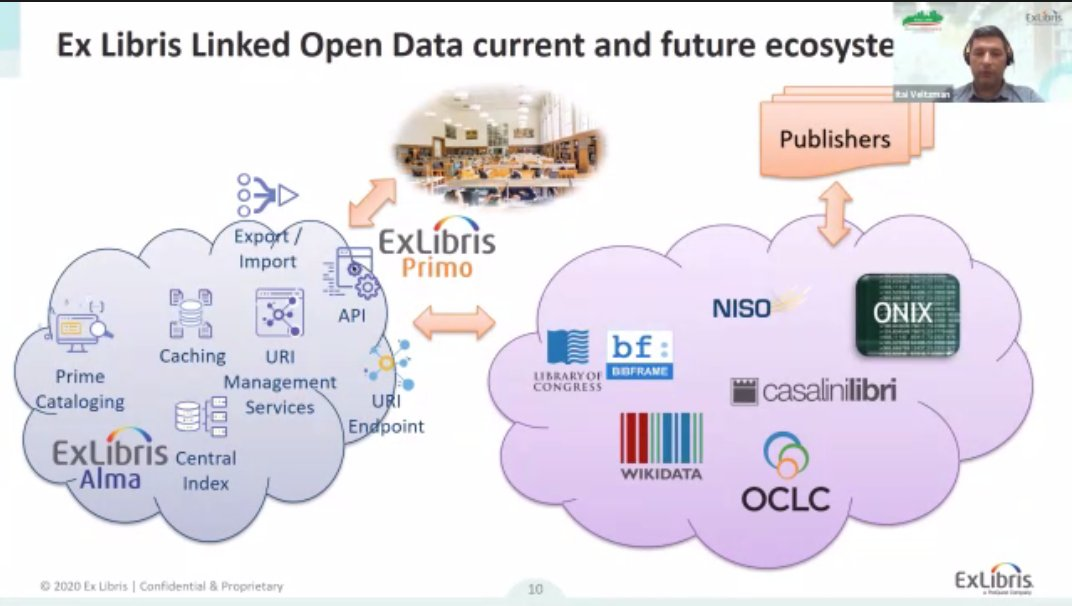 Ex Libris Linked Open Data current and future ecosyste
ExLibris
Itai Veltzman
Publishers
Export /
Import
ExLibris
Primo
API
NISO
ONIX
Caching
URI
Management
Services
Prime
Cataloging
LIBRARY OF
CONGRESS
bf:
BIBFRAME
casalinilibri
URI
Endpoint
WIKIDATA
ExLibris
Alma
Central
Index
OCLC
© 2020 Ex Libris | Confidential & Proprietary
10
ExLibris
a ProQuest Company